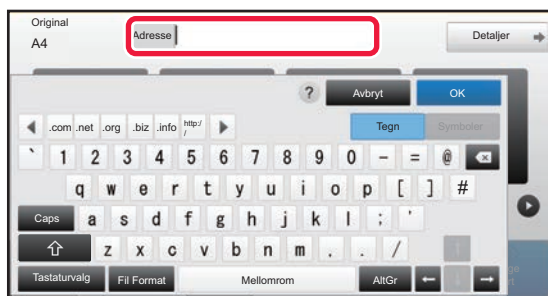 Original
A4
Adresse
Detaljer
?
Avbryt
OK
.com .net .org .biz .info http://
Tegn
Symboler
` 1 2 3 4 5 6 7 8 9 0 - = @
q w e r t y u i o p [ ] #
Caps a s d f g h j k l ; '
z x c v b n m , . /
Tastaturvalg Fil Format Mellomrom AltGr